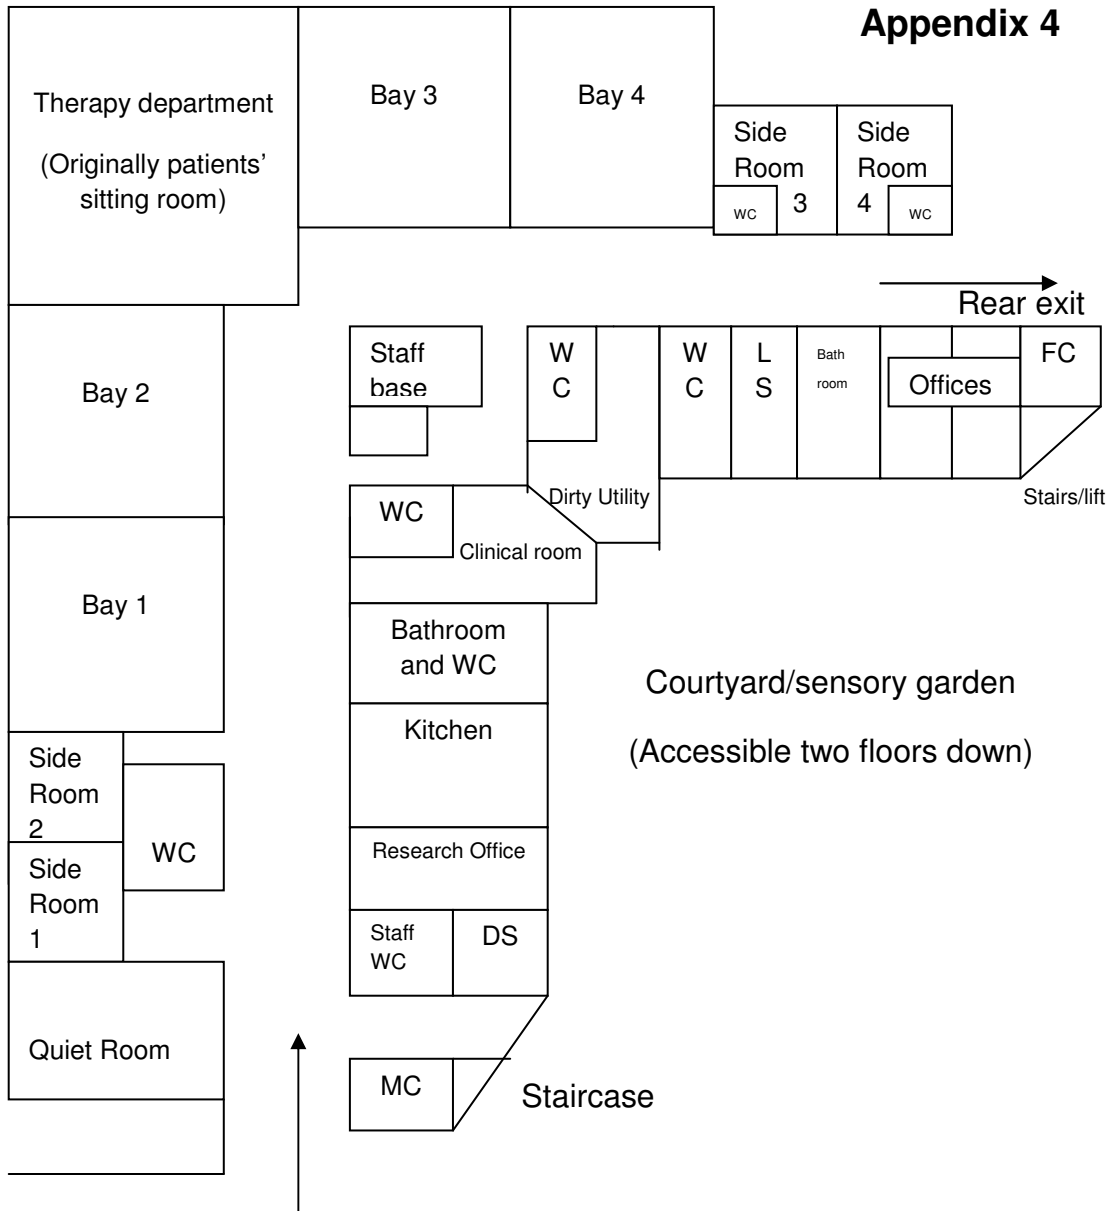 Appendix 4
Therapy department
(Originally patients’
sitting room)
Bay 3
Bay 4
Side
Room
3
WC
Side
Room
4
WC
Rear exit
Bay 2
Staff
base
W
C
W
C
L
S
Bath
room
Offices
FC
Dirty Utility
Stairs/lift
WC
Clinical room
Bay 1
Bathroom
and WC
Courtyard/sensory garden
(Accessible two floors down)
Kitchen
Side
Room
2
WC
Side
Room
1
Research Office
Staff
WC
DS
Quiet Room
MC
Staircase